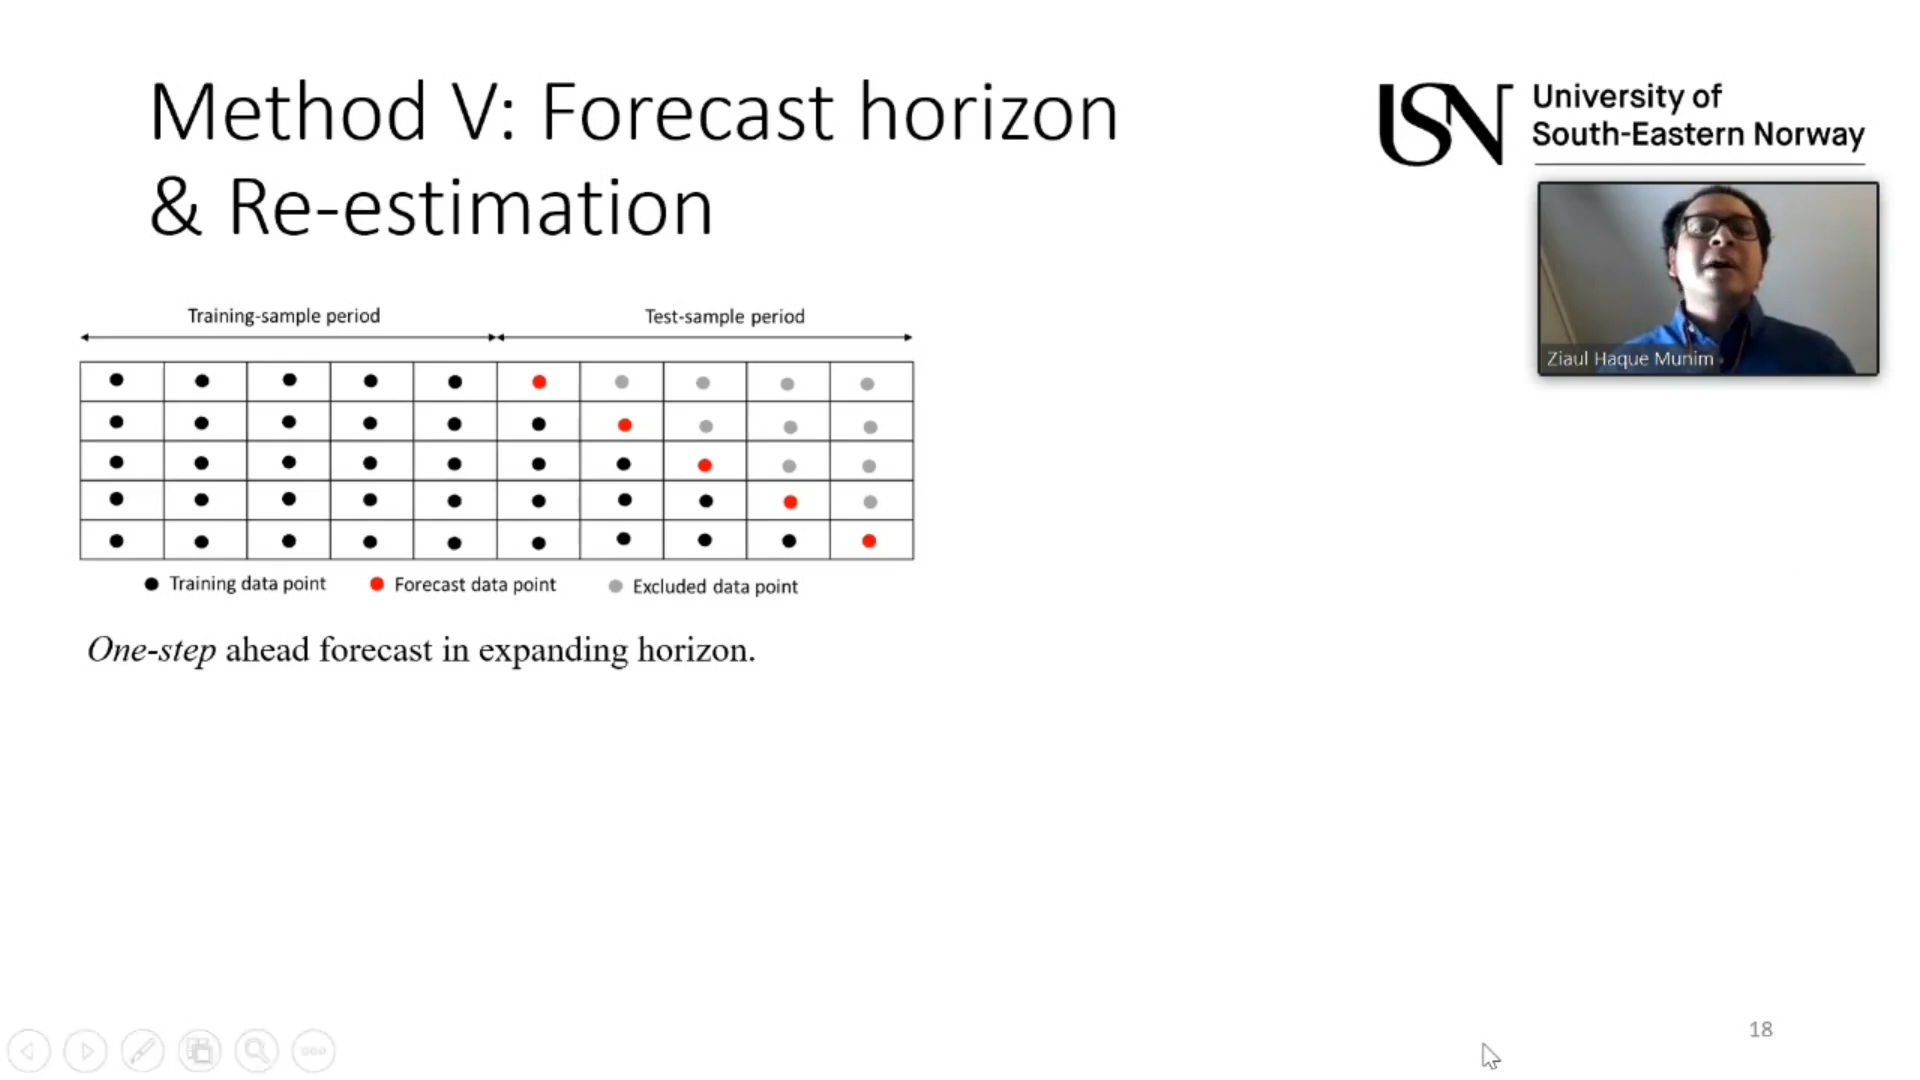 Method V: Forecast horizon
& Re-estimation
USN
University of
South-Eastern Norway
Ziaul Haque Munim
Training-sample period
Test-sample period
Training data point
Forecast data point
Excluded data point
One-step ahead forecast in expanding horizon.
18